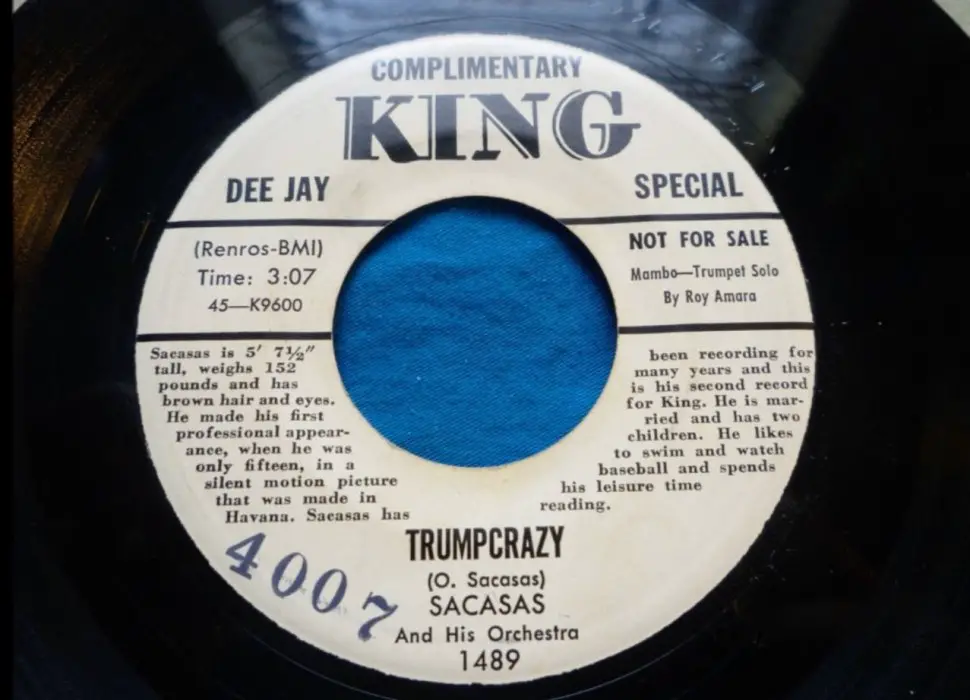 COMPLIMENTARY
KING
DEE JAY
SPECIAL
(Renros-BMI)
Time: 3:07
45—K9600
NOT FOR SALE
Mambo—Trumpet Solo
By Roy Amara
Sacasas is 5' 7½"
tall, weighs 152
pounds and has
brown hair and eyes.
He made his first
professional appear-
ance, when he was
only fifteen, in a
silent motion picture
that was made in
Havana. Sacasas has
been recording for
many years and this
is his second record
for King. He is mar-
ried and has two
children. He likes
to swim and watch
baseball and spends
his leisure time
reading.
TRUMPCRAZY
(O. Sacasas)
SACASAS
And His Orchestra
1489
4007